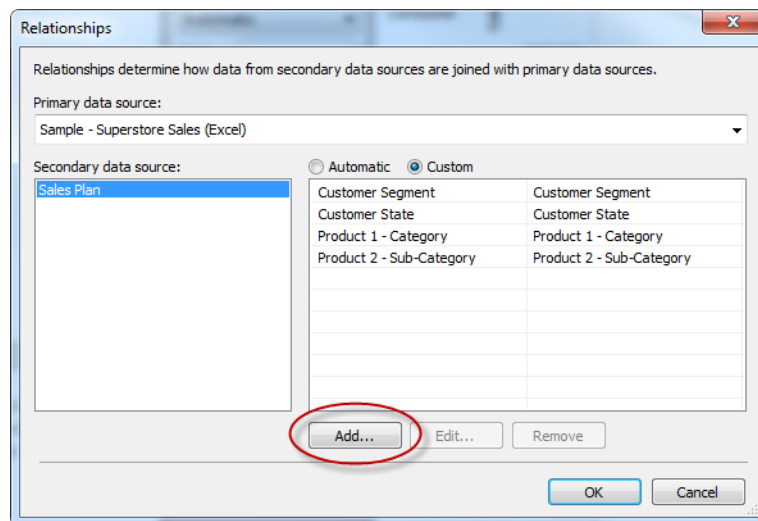 Relationships
Relationships determine how data from secondary data sources are joined with primary data sources.
Primary data source:
Sample - Superstore Sales (Excel)
Secondary data source:
Automatic Custom
Sales Plan
Customer Segment Customer Segment
Customer State Customer State
Product 1 - Category Product 1 - Category
Product 2 - Sub-Category Product 2 - Sub-Category
Add... Edit... Remove
OK Cancel